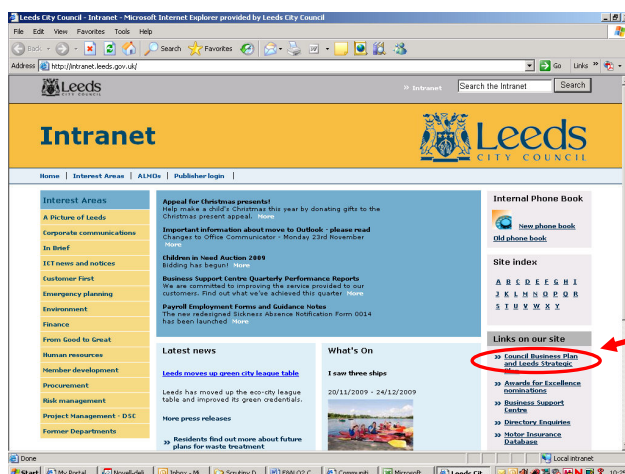 Leeds City Council - Intranet - Microsoft Internet Explorer provided by Leeds City Council
File Edit View Favorites Tools Help
Back Search Favorites
Address http://intranet.leeds.gov.uk/ Go Links »
Leeds
CITY COUNCIL
» Intranet Search the Intranet Search
Intranet
Leeds
CITY COUNCIL
Home | Interest Areas | ALMOs | Publisher login |
Interest Areas
A Picture of Leeds
Corporate communications
In Brief
ICT news and notices
Customer First
Emergency planning
Environment
Finance
From Good to Great
Human resources
Member development
Procurement
Risk management
Project Management - DSC
Former Departments
Appeal for Christmas presents!
Help make a child's Christmas this year by donating gifts to the
Christmas present appeal. More
Important information about move to Outlook - please read
Changes to Office Communicator - Monday 23rd November
More
Children in Need Auction 2009
Bidding has begun! More
Business Support Centre Quarterly Performance Reports
We are committed to improving the service provided to our
customers. Find out what we've achieved this quarter More
Payroll Employment Forms and Guidance Notes
The new redesigned Sickness Absence Notification Form 0014
has been launched More
Latest news
Leeds moves up green city league table
Leeds has moved up the eco-city league
table and improved its green credentials.
More press releases
» Residents find out more about future
plans for waste treatment
What's On
I saw three ships
20/11/2009 - 24/12/2009
Internal Phone Book
New phone book
Old phone book
Site index
A B C D E F G H I
J K L M N O P Q R
S T U V W X Y
Links on our site
» Council Business Plan
and Leeds Strategic
» Awards for Excellence
nominations
» Business Support
Centre
» Directory Enquiries
» Motor Insurance
Database
Done Local intranet
Start My Portal Novell-deli Inbox - Mi Scrutiny D Communiti Microsoft Leeds Cit